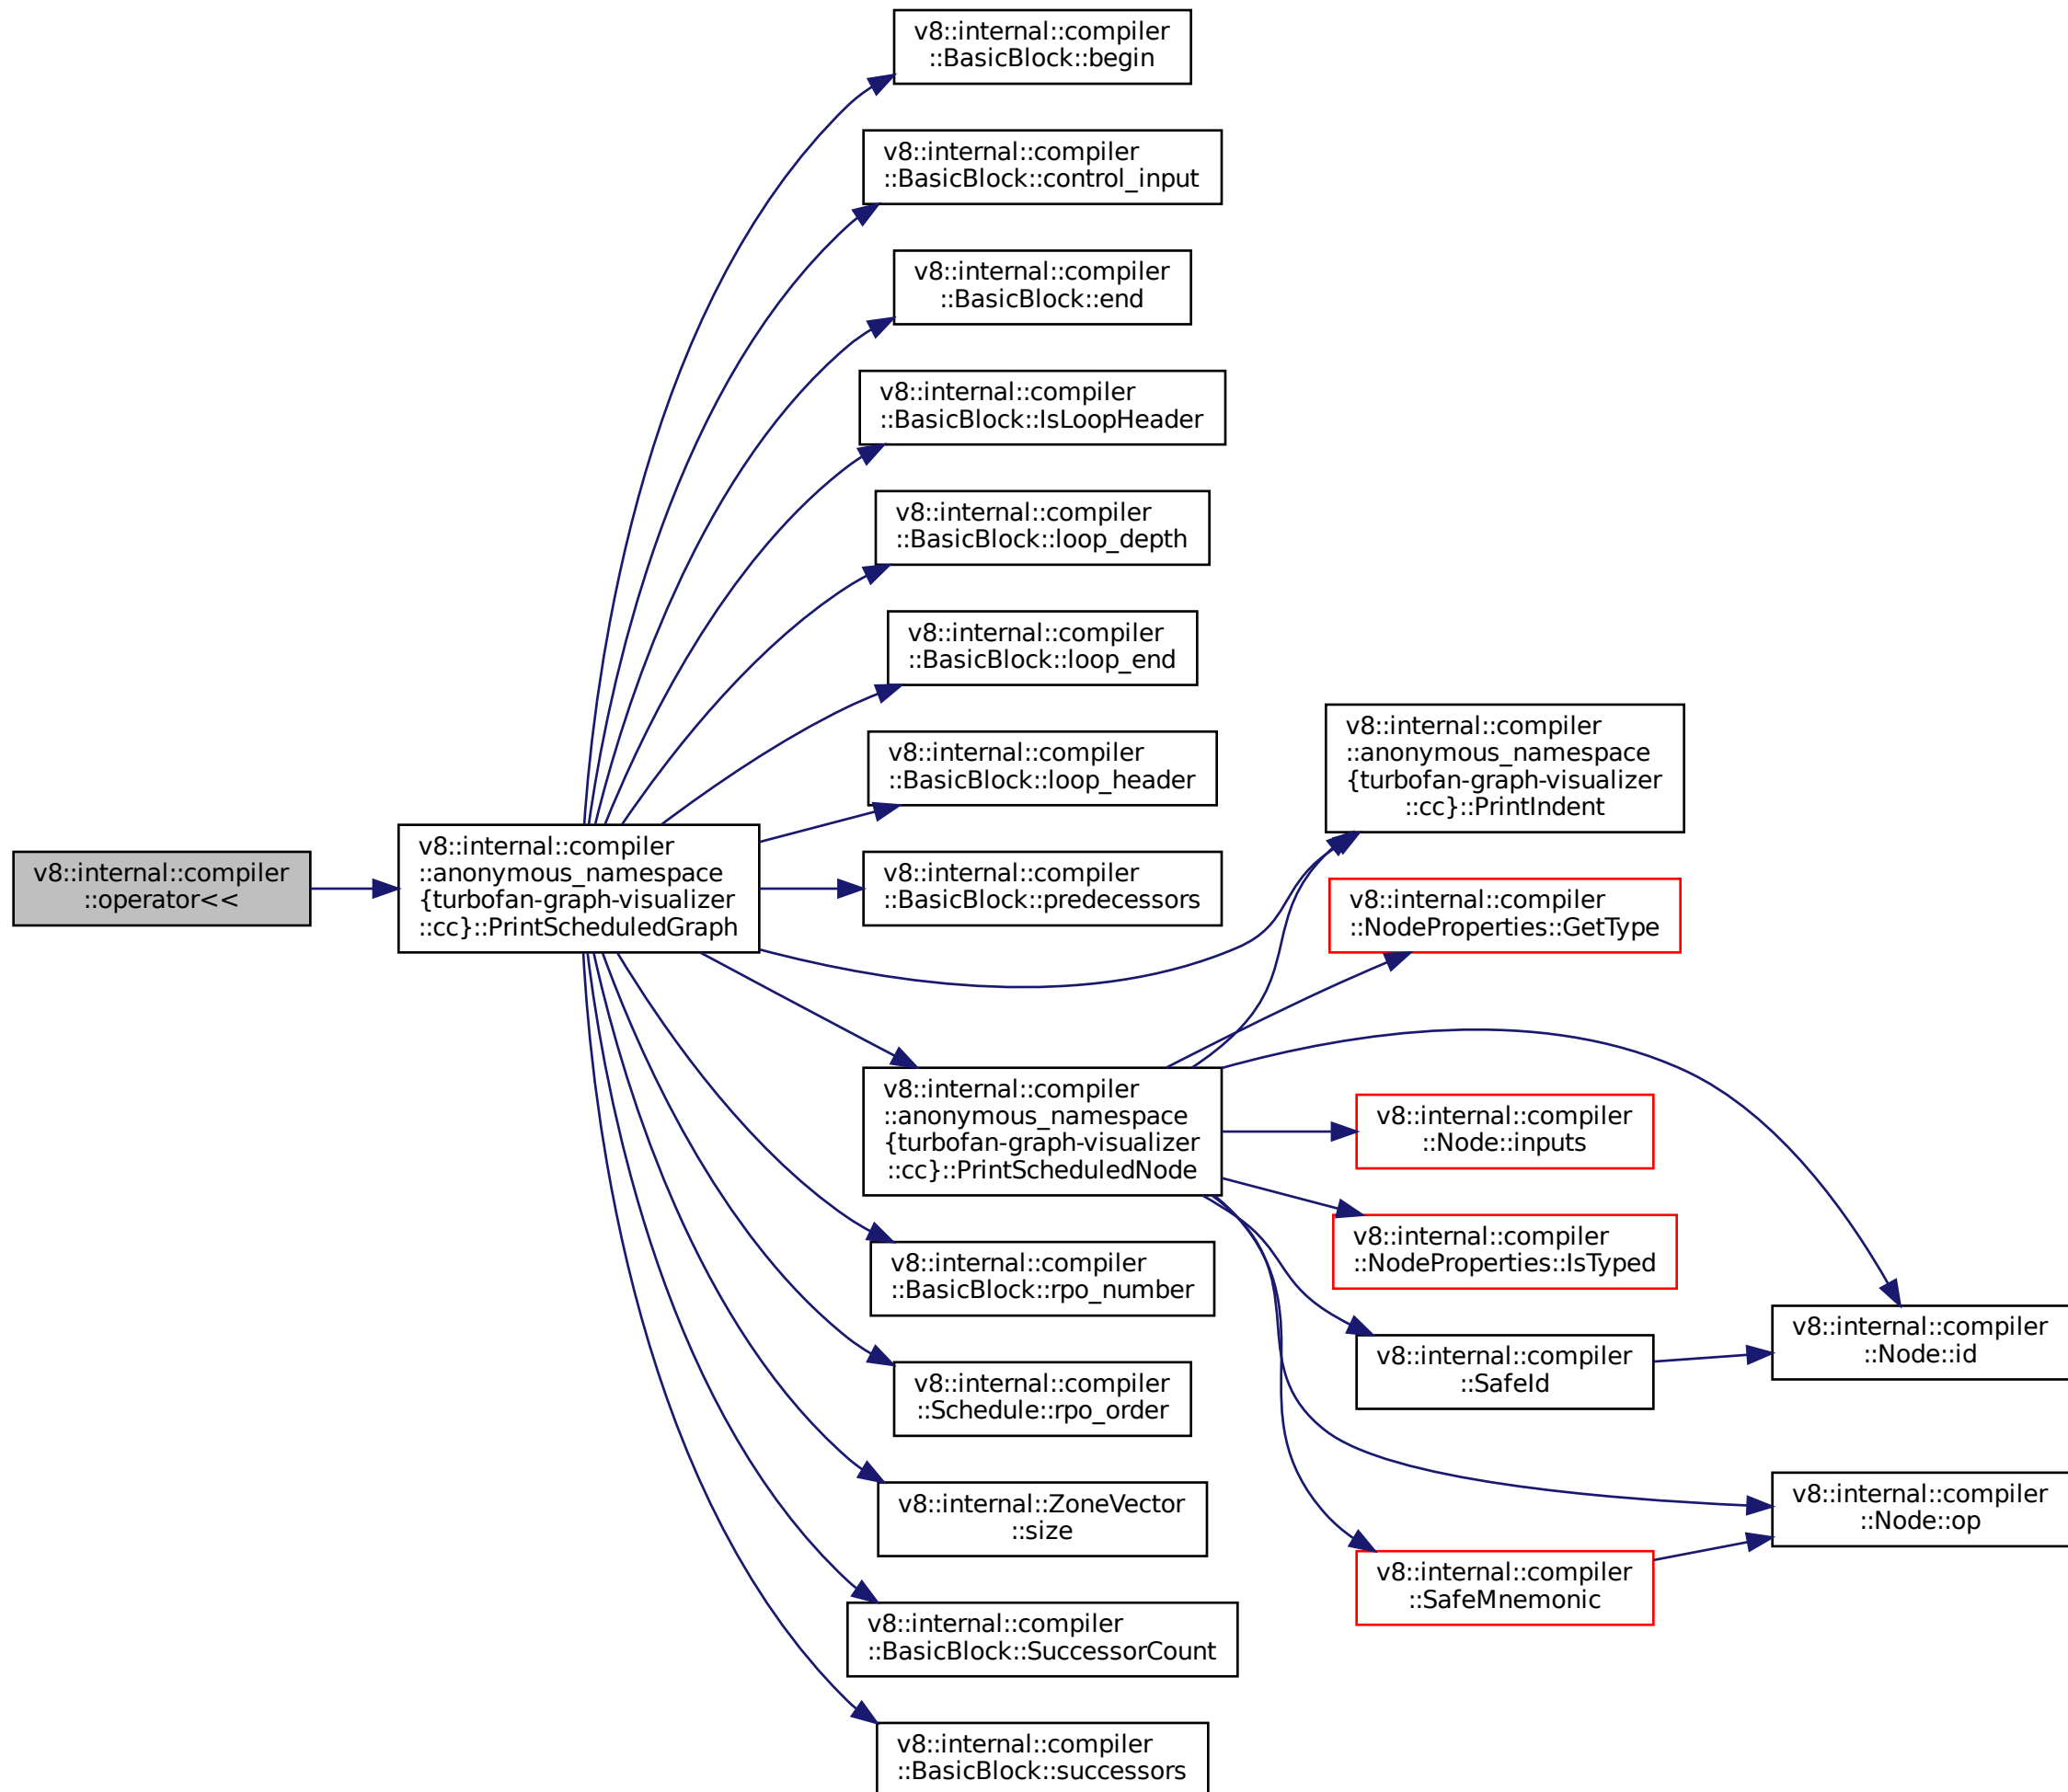 v8::internal::compiler
::operator<<
v8::internal::compiler
::anonymous_namespace
{turbofan-graph-visualizer
::cc}::PrintScheduledGraph
v8::internal::compiler
::BasicBlock::begin
v8::internal::compiler
::BasicBlock::control_input
v8::internal::compiler
::BasicBlock::end
v8::internal::compiler
::BasicBlock::IsLoopHeader
v8::internal::compiler
::BasicBlock::loop_depth
v8::internal::compiler
::BasicBlock::loop_end
v8::internal::compiler
::BasicBlock::loop_header
v8::internal::compiler
::BasicBlock::predecessors
v8::internal::compiler
::anonymous_namespace
{turbofan-graph-visualizer
::cc}::PrintScheduledNode
v8::internal::compiler
::BasicBlock::rpo_number
v8::internal::compiler
::Schedule::rpo_order
v8::internal::ZoneVector
::size
v8::internal::compiler
::BasicBlock::SuccessorCount
v8::internal::compiler
::BasicBlock::successors
v8::internal::compiler
::anonymous_namespace
{turbofan-graph-visualizer
::cc}::PrintIndent
v8::internal::compiler
::NodeProperties::GetType
v8::internal::compiler
::Node::inputs
v8::internal::compiler
::NodeProperties::IsTyped
v8::internal::compiler
::SafeId
v8::internal::compiler
::SafeMnemonic
v8::internal::compiler
::Node::id
v8::internal::compiler
::Node::op